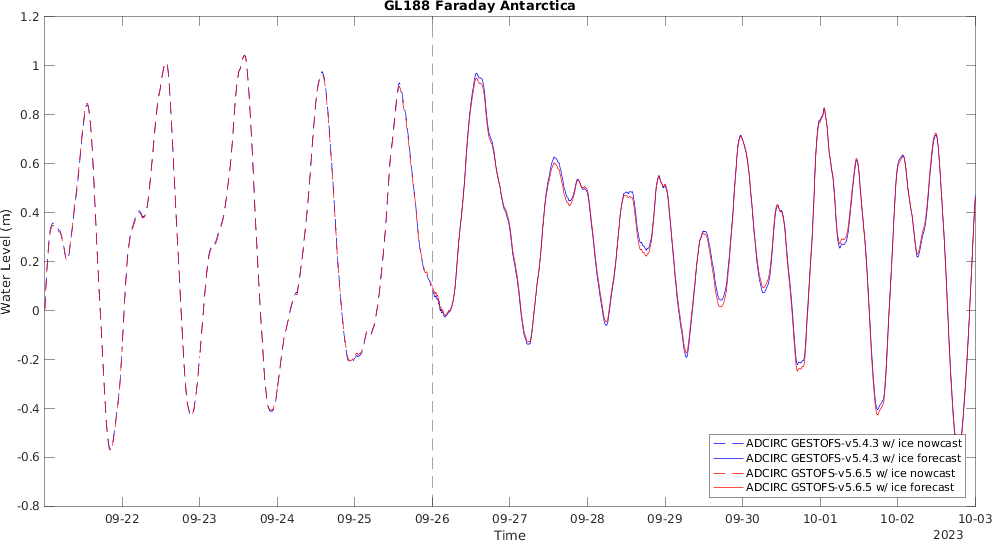 GL188 Faraday Antarctica
1.2
1
0.8
0.6
0.4
0.2
0
-0.2
-0.4
-0.6
-0.8
Water Level (m)
ADCIRC GESTOFS-v5.4.3 w/ ice nowcast
ADCIRC GESTOFS-v5.4.3 w/ ice forecast
ADCIRC GSTOFS-v5.6.5 w/ ice nowcast
ADCIRC GSTOFS-v5.6.5 w/ ice forecast
09-22 09-23 09-24 09-25 09-26 09-27 09-28 09-29 09-30 10-01 10-02 10-03
Time
2023